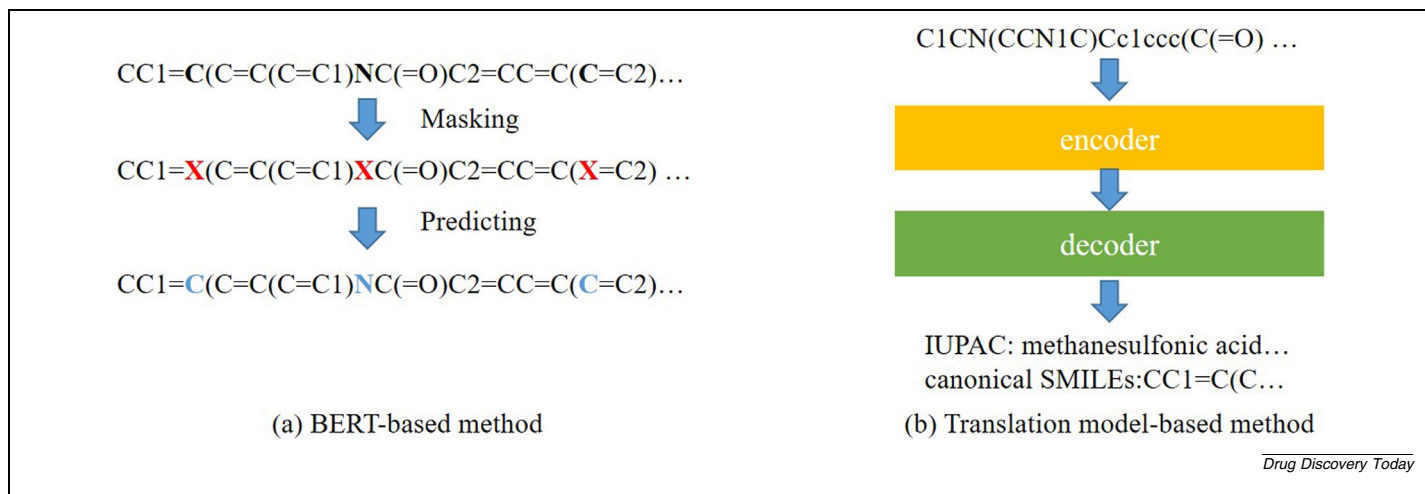 CC1=C(C=C(C=C1)NC(=O)C2=CC=C(C=C2)…
Masking
CC1=X(C=C(C=C1)XC(=O)C2=CC=C(X=C2) …
Predicting
CC1=C(C=C(C=C1)NC(=O)C2=CC=C(C=C2)…
(a) BERT-based method
C1CN(CCN1C)Cc1ccc(C(=O) …
encoder
decoder
IUPAC: methanesulfonic acid…
canonical SMILEs:CC1=C(C…
(b) Translation model-based method
Drug Discovery Today